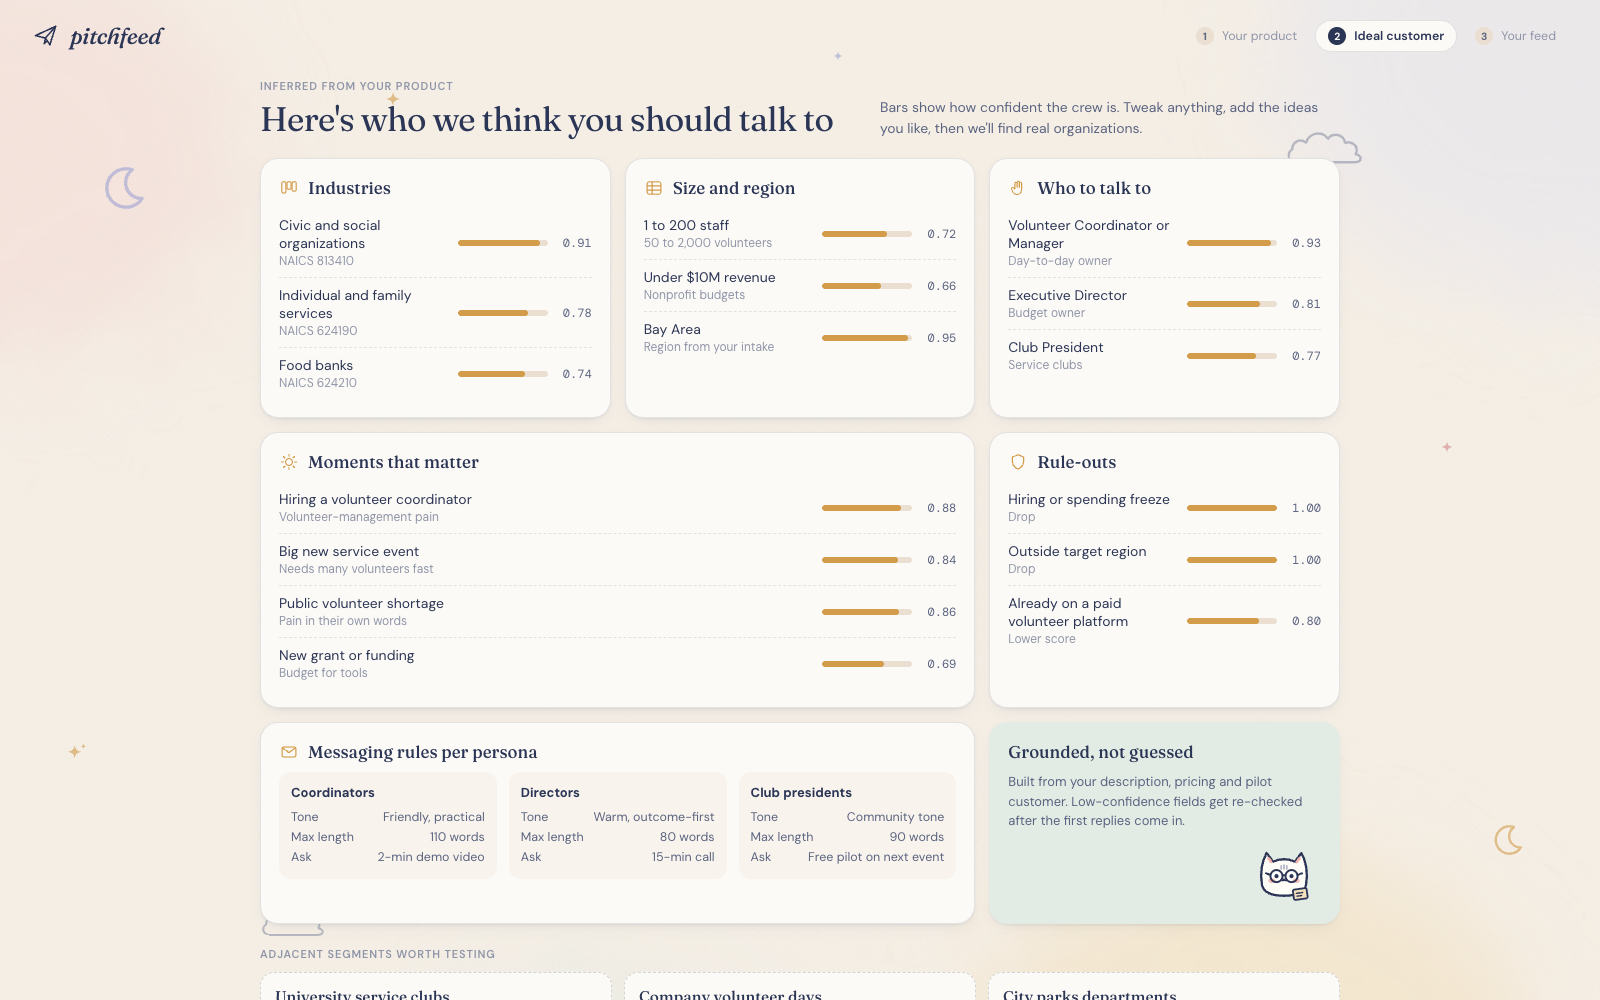 pitchfeed
1 Your product
2 Ideal customer
3 Your feed
INFERRED FROM YOUR PRODUCT
Here's who we think you should talk to
Bars show how confident the crew is. Tweak anything, add the ideas
you like, then we'll find real organizations.
Industries
Civic and social
organizations
NAICS 813410
0.91
Individual and family
services
NAICS 624190
0.78
Food banks
NAICS 624210
0.74
Size and region
1 to 200 staff
50 to 2,000 volunteers
0.72
Under $10M revenue
Nonprofit budgets
0.66
Bay Area
Region from your intake
0.95
Who to talk to
Volunteer Coordinator or
Manager
Day-to-day owner
0.93
Executive Director
Budget owner
0.81
Club President
Service clubs
0.77
Moments that matter
Hiring a volunteer coordinator
Volunteer-management pain
0.88
Big new service event
Needs many volunteers fast
0.84
Public volunteer shortage
Pain in their own words
0.86
New grant or funding
Budget for tools
0.69
Rule-outs
Hiring or spending freeze
Drop
1.00
Outside target region
Drop
1.00
Already on a paid
volunteer platform
Lower score
0.80
Messaging rules per persona
Coordinators
Tone Friendly, practical
Max length 110 words
Ask 2-min demo video
Directors
Tone Warm, outcome-first
Max length 80 words
Ask 15-min call
Club presidents
Tone Community tone
Max length 90 words
Ask Free pilot on next event
Grounded, not guessed
Built from your description, pricing and pilot
customer. Low-confidence fields get re-checked
after the first replies come in.
ADJACENT SEGMENTS WORTH TESTING
University service clubs
Company volunteer days
City parks departments